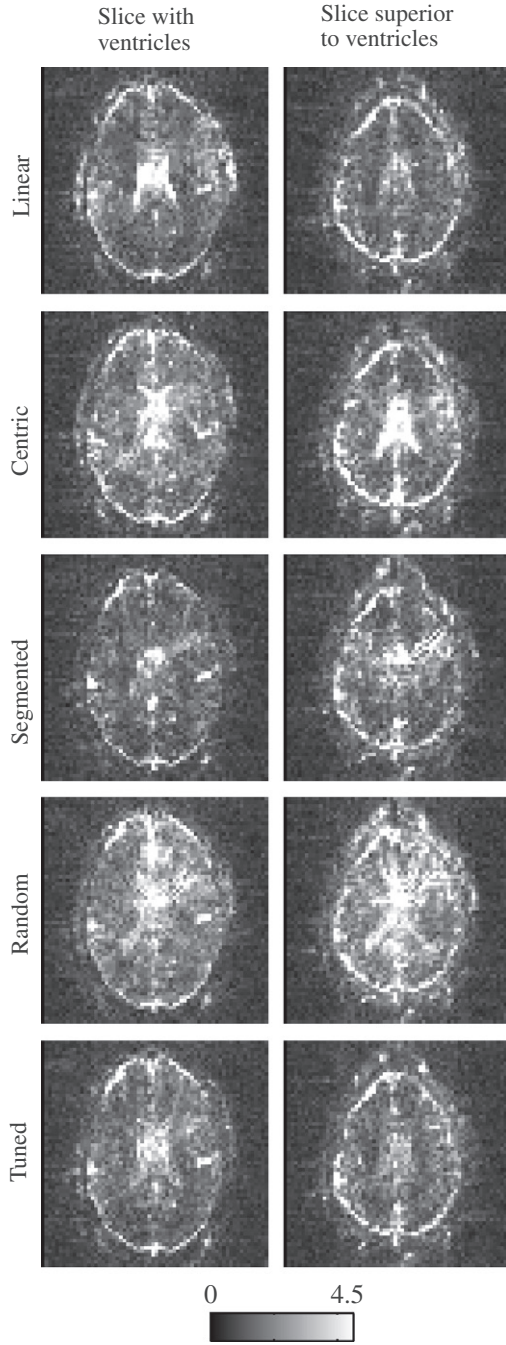 Slice with
ventricles
Slice superior
to ventricles
Linear
Centric
Segmented
Random
Tuned
0
4.5